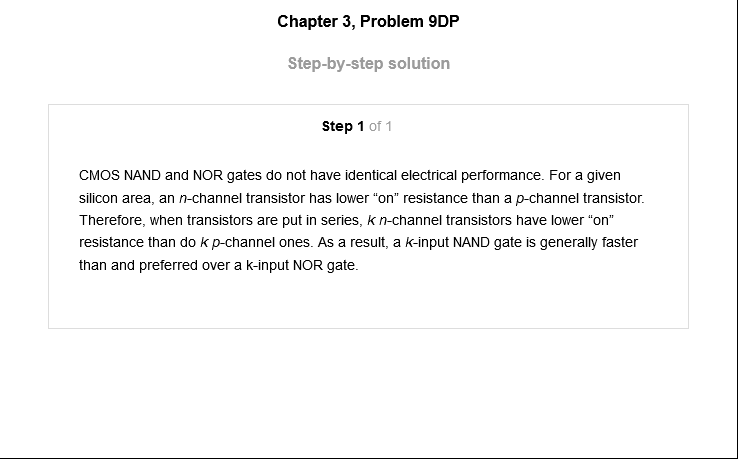 Chapter 3, Problem 9DP
Step-by-step solution
Step 1 of 1
CMOS NAND and NOR gates do not have identical electrical performance. For a given
silicon area, an n-channel transistor has lower “on” resistance than a p-channel transistor.
Therefore, when transistors are put in series, k n-channel transistors have lower “on”
resistance than do k p-channel ones. As a result, a k-input NAND gate is generally faster
than and preferred over a k-input NOR gate.